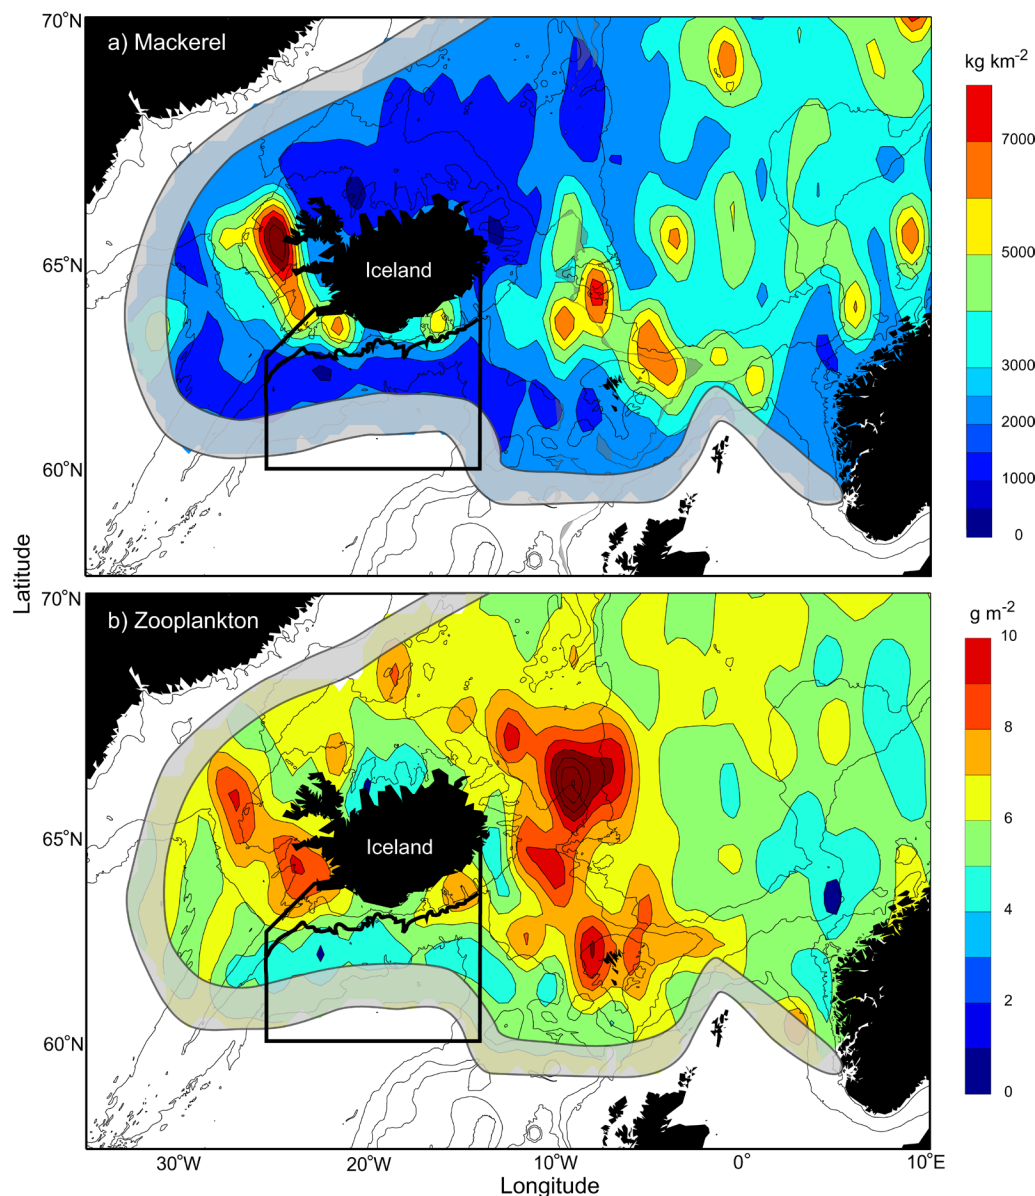 70°N
a) Mackerel
kg km-2
7000
5000
3000
2000
1000
0
65°N
60°N
Iceland
Latitude
70°N
b) Zooplankton
g m-2
10
8
6
4
2
0
65°N
60°N
Iceland
30°W 20°W 10°W 0° 10°E
Longitude